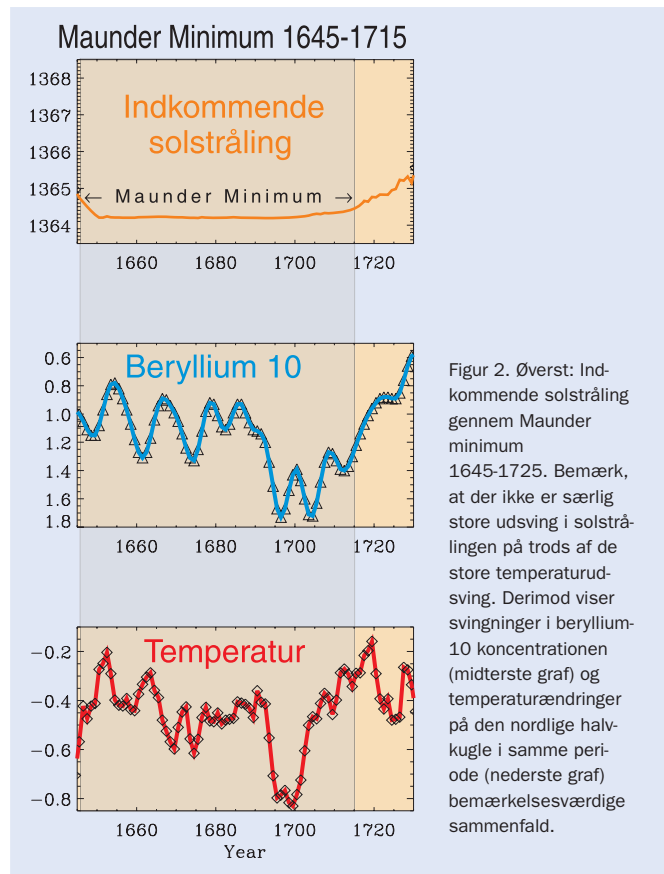 Maunder Minimum 1645-1715
1368
1367
1366
1365
1364
Indkommende
solstråling
← Maunder Minimum →
1660 1680 1700 1720
0.6
0.8
1.0
1.2
1.4
1.6
1.8
Beryllium 10
1660 1680 1700 1720
−0.2
−0.4
−0.6
−0.8
Temperatur
1660 1680 1700 1720
Year
Figur 2. Øverst: Ind-
kommende solstråling
gennem Maunder
minimum
1645-1725. Bemærk,
at der ikke er særlig
store udsving i solstrå-
lingen på trods af de
store temperaturud-
sving. Derimod viser
svingninger i beryllium-
10 koncentrationen
(midterste graf) og
temperaturændringer
på den nordlige halv-
kugle i samme peri-
ode (nederste graf)
bemærkelsesværdige
sammenfald.